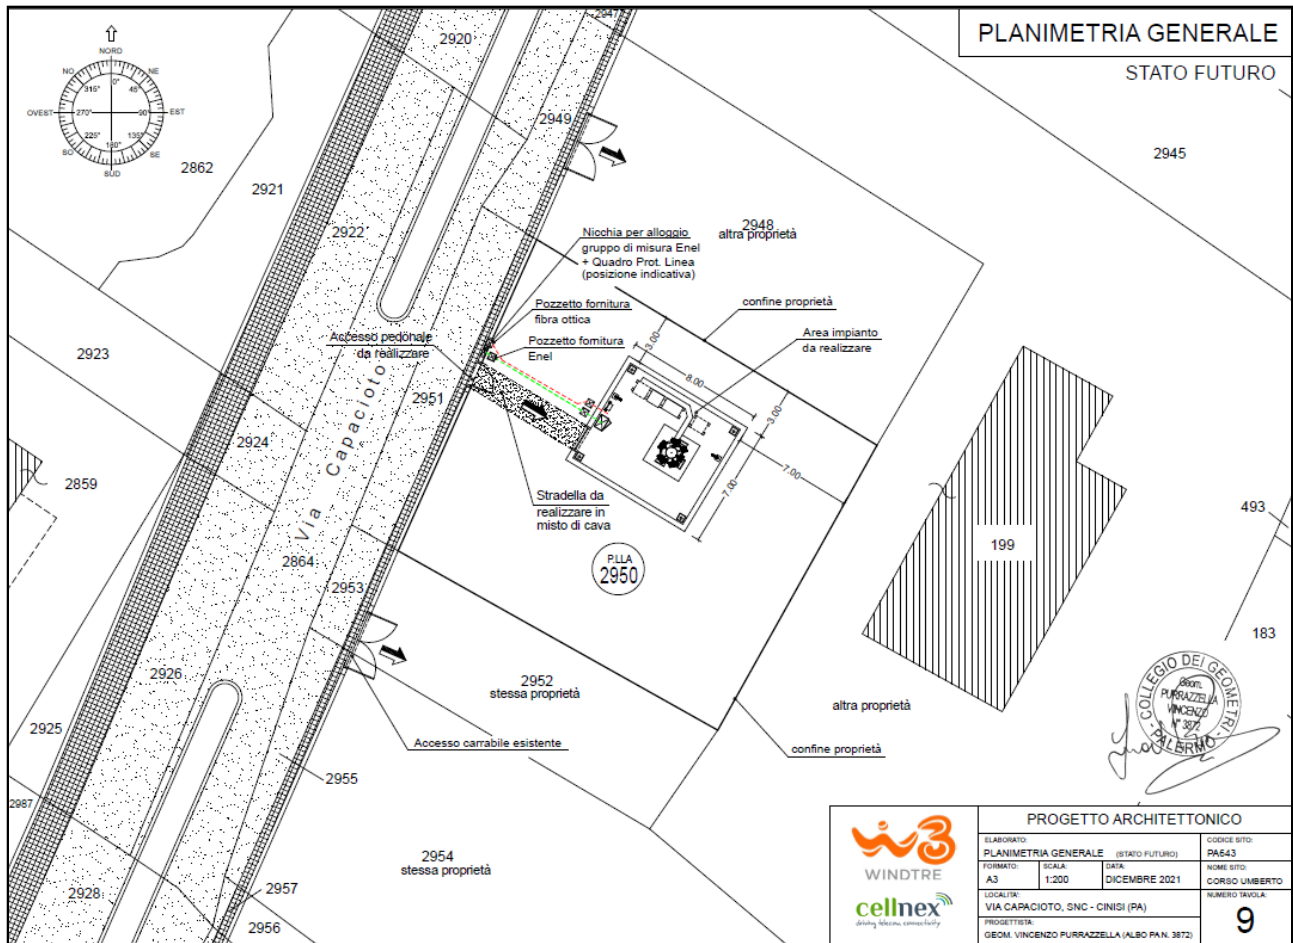 PLANIMETRIA GENERALE
STATO FUTURO
NORD
NO
NE
315°
0°
45°
OVEST
270°
90°
EST
225°
180°
135°
SO
SE
SUD
2920
2947
2949
2945
2862
2921
2922
2948
altra proprietà
Nicchia per alloggio
gruppo di misura Enel
+ Quadro Prot. Linea
(posizione indicativa)
Pozzetto fornitura
fibra ottica
confine proprietà
Accesso pedonale
da realizzare
Pozzetto fornitura
Enel
Area impianto
da realizzare
3.00
8.00
3.00
7.00
7.00
2923
2951
2924
Via Capacioto
2859
Stradella da
realizzare in
misto di cava
493
199
2864
P.LLA
2950
2953
183
2926
2952
stessa proprietà
altra proprietà
2925
Accesso carrabile esistente
confine proprietà
2955
2987
2954
stessa proprietà
2928
2957
2956
COLLEGIO DEI GEOMETRI
Geom.
PURRAZZELLA
VINCENZO
N° 3872
PALERMO
WINDTRE
cellnex
driving telecom connectivity
PROGETTO ARCHITETTONICO
ELABORATO:
PLANIMETRIA GENERALE (STATO FUTURO)
CODICE SITO:
PA643
FORMATO:
A3
SCALA:
1:200
DATA:
DICEMBRE 2021
NOME SITO:
CORSO UMBERTO
LOCALITA':
VIA CAPACIOTO, SNC - CINISI (PA)
NUMERO TAVOLA:
9
PROGETTISTA:
GEOM. VINCENZO PURRAZZELLA (ALBO PA N. 3872)